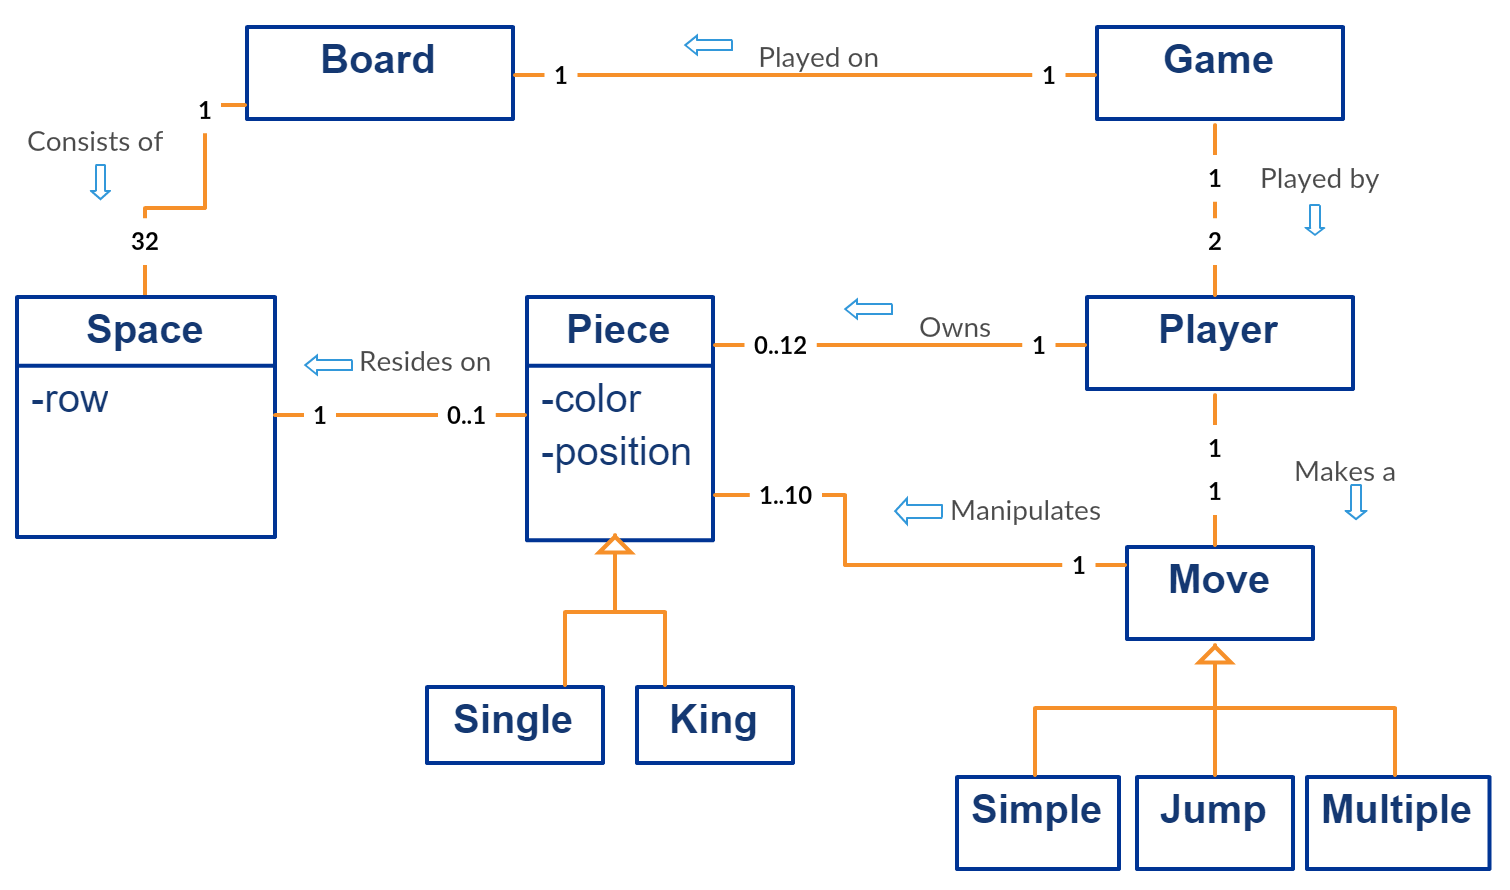 Board
Game
1
Played on
1
1
Consists of
32
1
Played by
2
Space
-row
Piece
-color
-position
Player
Resides on
1
0..1
0..12
Owns
1
1
1
Makes a
1..10
Manipulates
1
Move
Single
King
Simple
Jump
Multiple